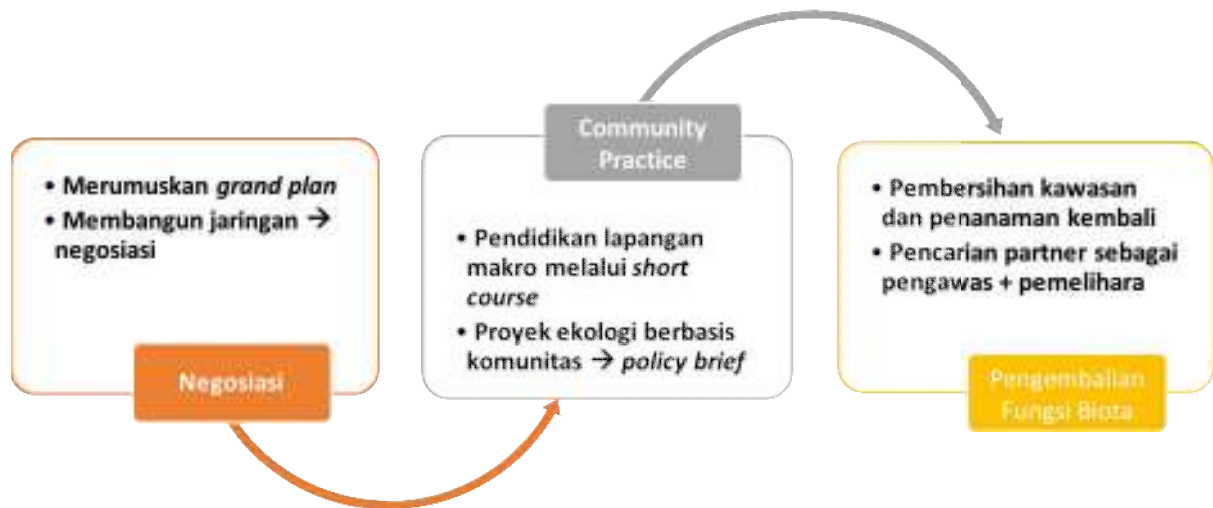 • Merumuskan grand plan
• Membangun jaringan → 
negosiasi
Negosiasi
Community
Practice
• Pendidikan lapangan
makro melalui short
course
• Proyek ekologi berbasis
komunitas → policy brief
• Pembersihan kawasan
dan penanaman kembali
• Pencarian partner sebagai
pengawas + pemelihara
Pengembalian
Fungsi Biota